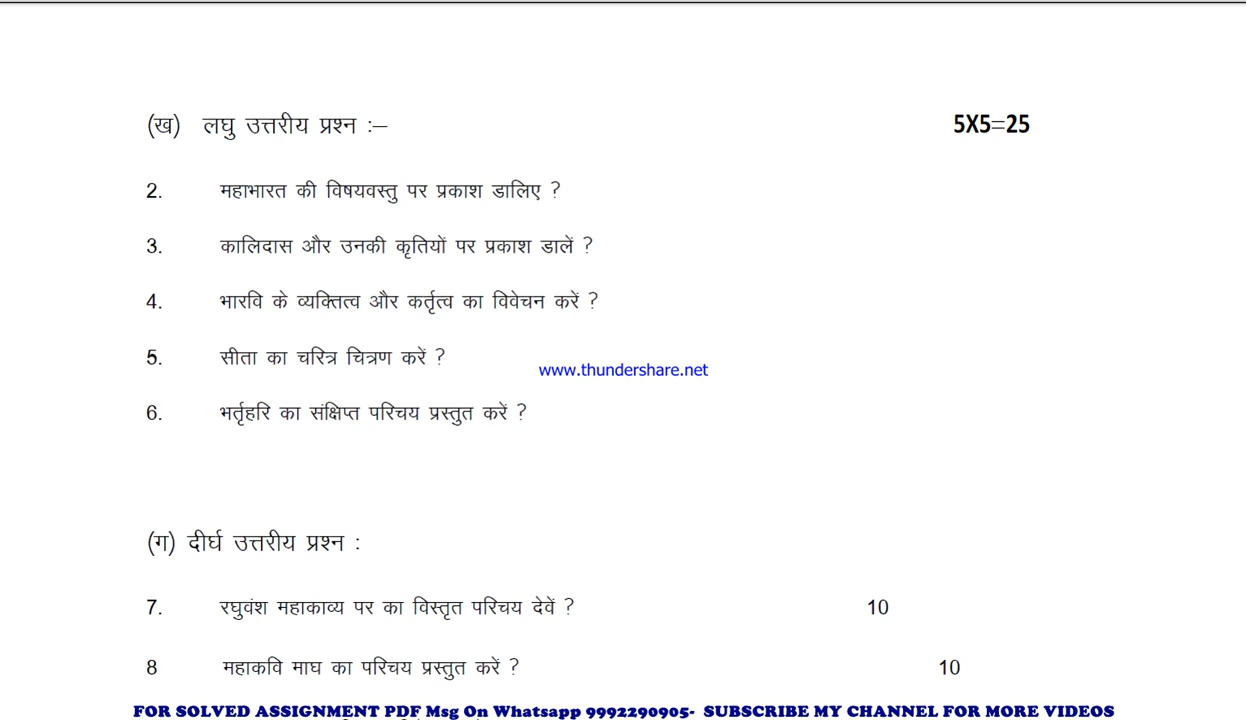 (ख) लघु उत्तरीय प्रश्न :– 5X5=25
2. महाभारत की विषयवस्तु पर प्रकाश डालिए ?
3. कालिदास और उनकी कृतियों पर प्रकाश डालें ?
4. भारवि के व्यक्तित्व और कर्तृत्व का विवेचन करें ?
5. सीता का चरित्र चित्रण करें ?
www.thundershare.net
6. भर्तृहरि का संक्षिप्त परिचय प्रस्तुत करें ?
(ग) दीर्घ उत्तरीय प्रश्न :
7. रघुवंश महाकाव्य पर का विस्तृत परिचय देवें ? 10
8 महाकवि माघ का परिचय प्रस्तुत करें ? 10
FOR SOLVED ASSIGNMENT PDF Msg On Whatsapp 9992290905- SUBSCRIBE MY CHANNEL FOR MORE VIDEOS